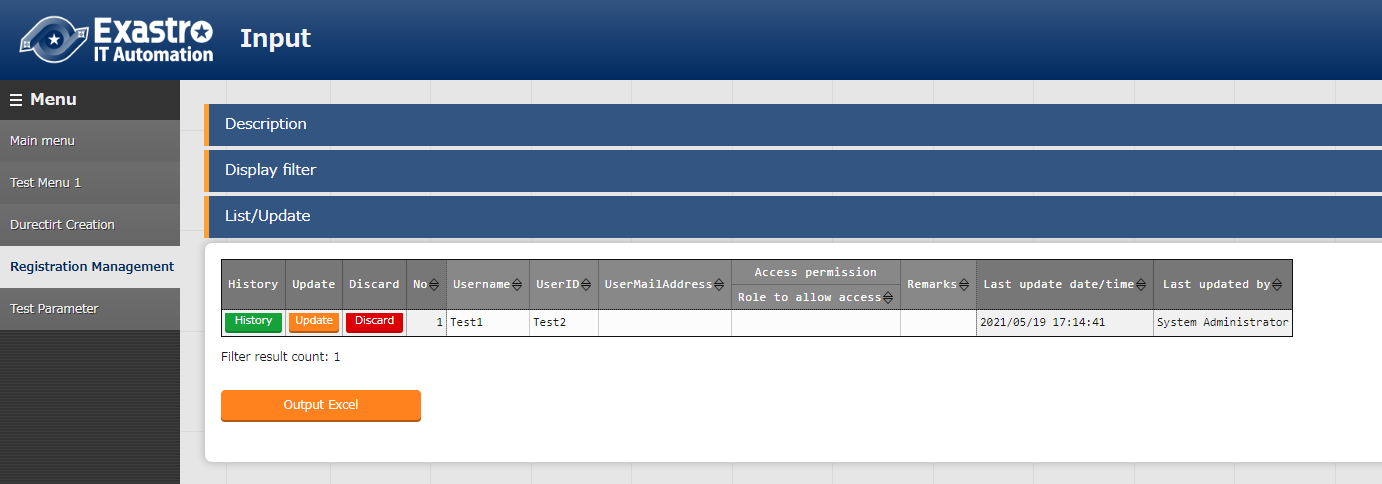 Exastro
IT Automation
Input
Menu
Main menu
Test Menu 1
Durectirt Creation
Registration Management
Test Parameter
Description
Display filter
List/Update
History Update Discard No Username UserID UserMailAddress Access permission Remarks Last update date/time Last updated by
Role to allow access
History Update Discard 1 Test1 Test2 2021/05/19 17:14:41 System Administrator
Filter result count: 1
Output Excel